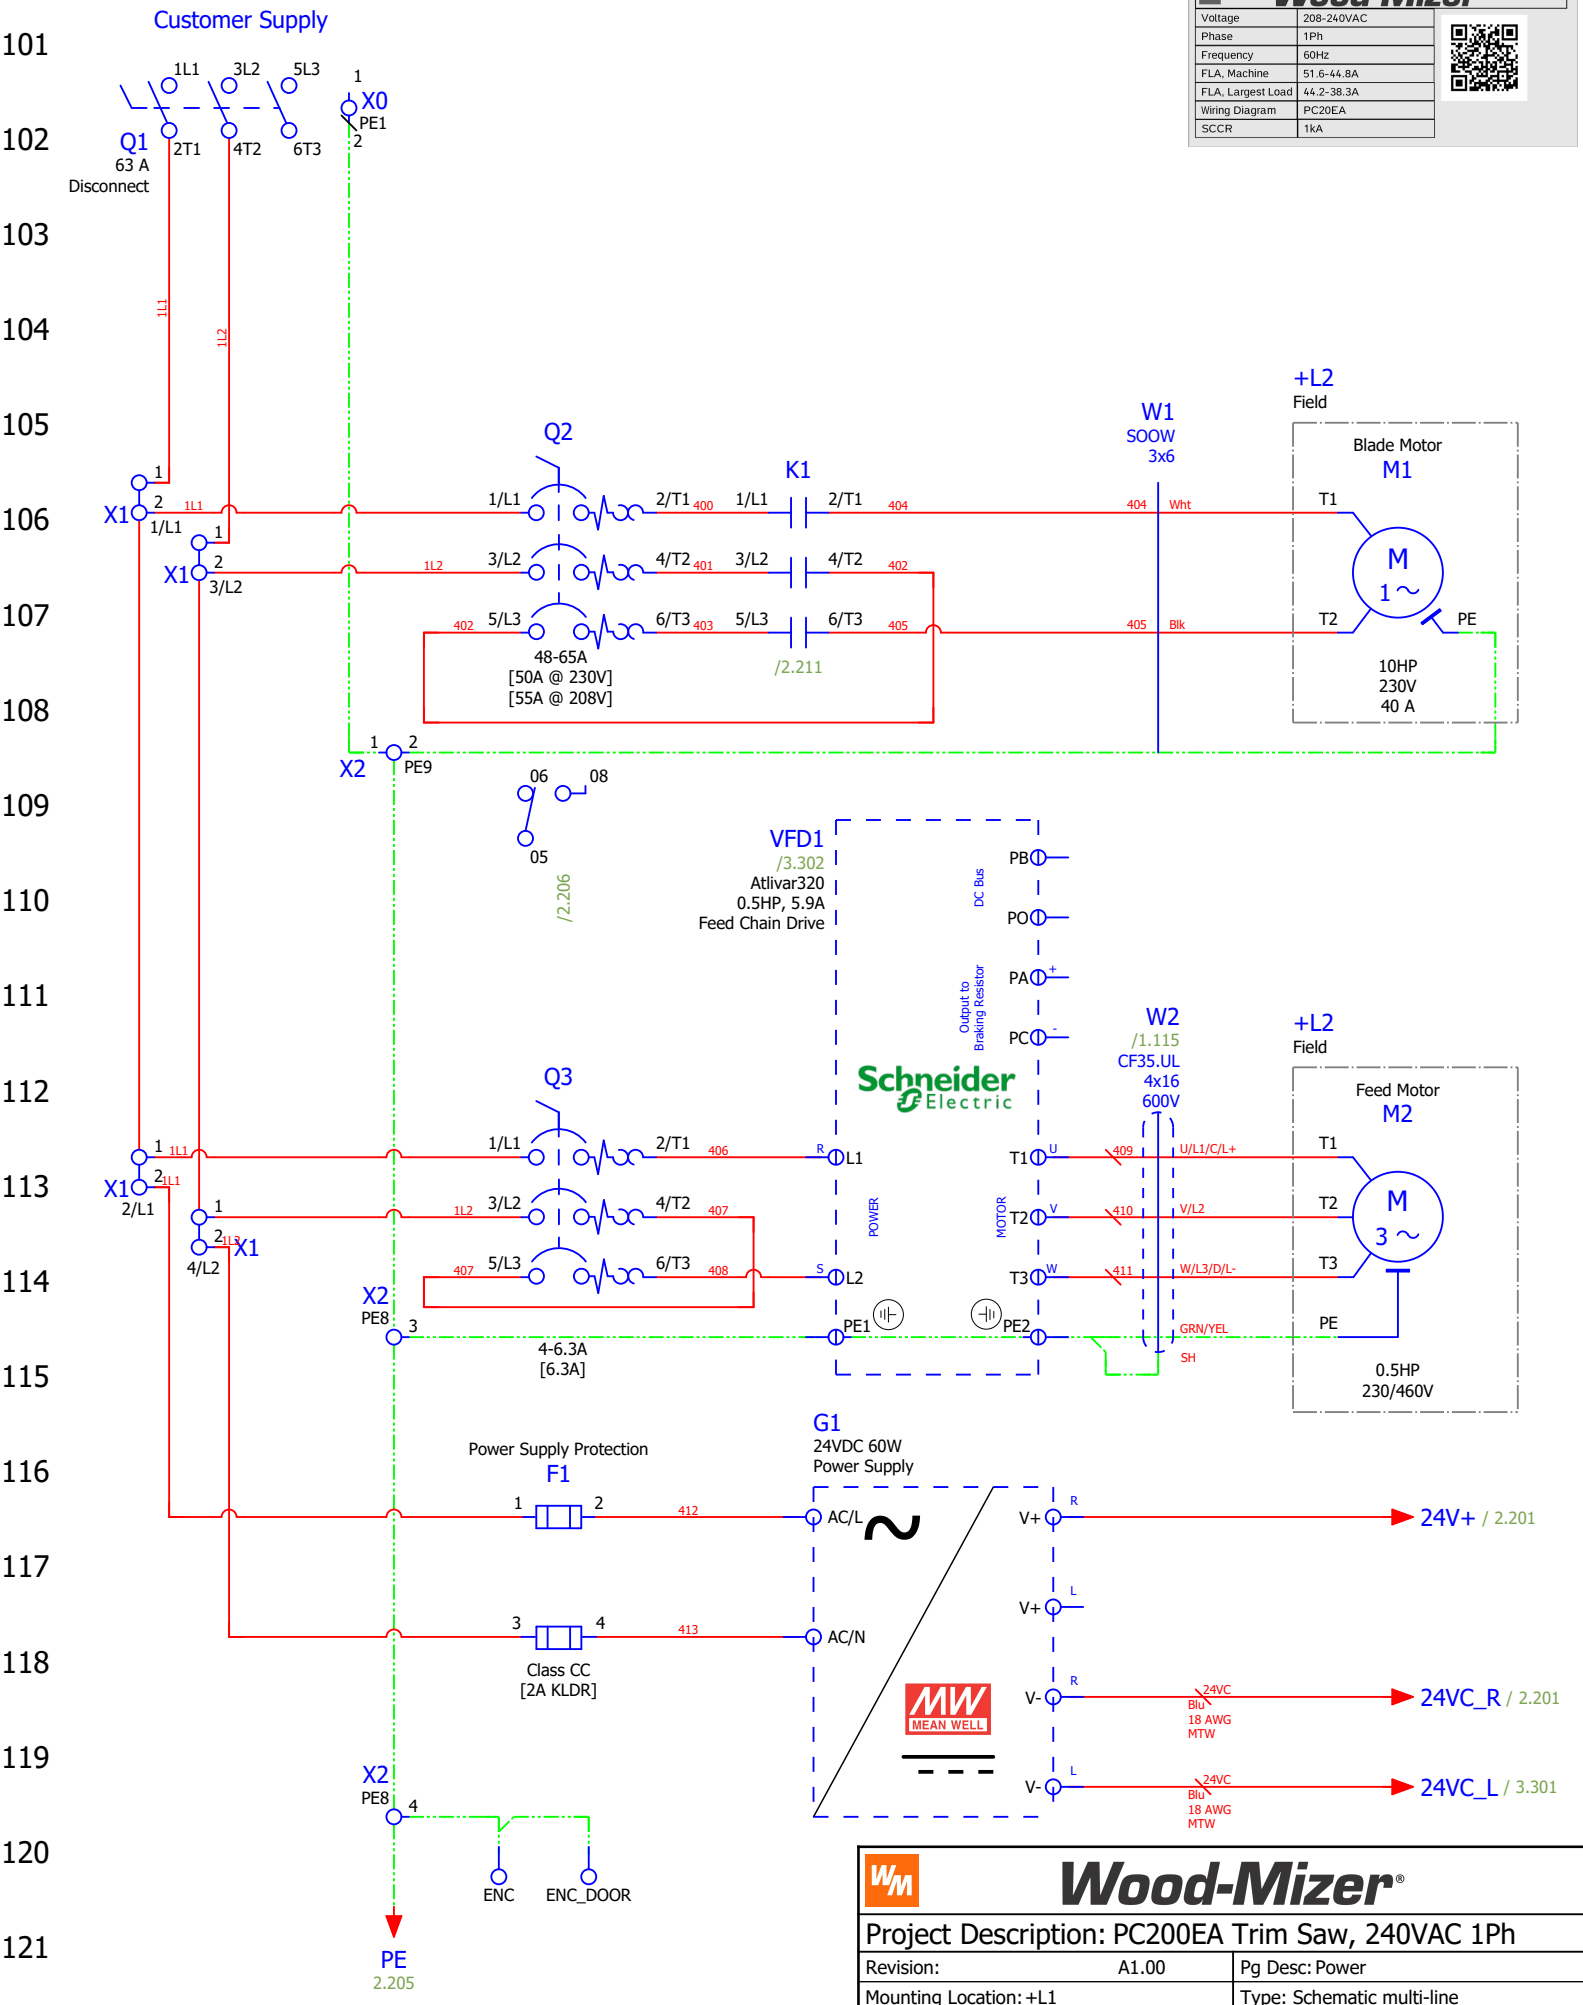 Customer Supply
Wood-Mizer
Voltage 208-240VAC
Phase 1Ph
Frequency 60Hz
FLA, Machine 51.6-44.8A
FLA, Largest Load 44.2-38.3A
Wiring Diagram PC20EA
SCCR 1kA
101
1L1 3L2 5L3 1
X0
PE1
102
Q1 2T1 4T2 6T3 2
63 A
Disconnect
103
104
1L1
1L2
105
+L2
Field
W1
SOOW
3x6
Q2
K1
Blade Motor
M1
106
1
X1 2 1L1 1/L1 2/T1 400 1/L1 2/T1 404 404 Wht T1
1/L1
1
X1 2 1L2 3/L2 4/T2 401 3/L2 4/T2 402
3/L2
M
1~
107
402 5/L3 6/T3 403 5/L3 6/T3 405 405 Blk T2 PE
48-65A
[50A @ 230V]
[55A @ 208V]
/2.211
10HP
230V
40 A
108
1 2
X2 PE9
109
06 08
05
/2.206
VFD1
/3.302
Atlivar320
0.5HP, 5.9A
Feed Chain Drive
PB
DC Bus
110
PO
111
Output to
Braking Resistor
PA +
PC -
Schneider
Electric
W2
/1.115
CF35.UL
4x16
600V
+L2
Field
112
Q3
Feed Motor
M2
1 1L1 1/L1 2/T1 406 R L1 T1 U 409 U/L1/C/L+ T1
113
X1 2 1L1
2/L1
1 1L2 3/L2 4/T2 407 POWER MOTOR T2 V 410 V/L2 T2
M
3~
2 1L2 X1
4/L2
114
407 5/L3 6/T3 408 S L2 T3 W 411 W/L3/D/L- T3
X2
PE8 3 PE1 PE2 GRN/YEL PE
SH
4-6.3A
[6.3A]
115
0.5HP
230/460V
G1
24VDC 60W
Power Supply
116
Power Supply Protection
F1
1 2 412 AC/L ~ V+ R 24V+ / 2.201
117
V+ L
3 4 413 AC/N
118
Class CC
[2A KLDR]
MW
MEAN WELL
V- R 24VC 24VC_R / 2.201
Blu
18 AWG
MTW
119
V- L 24VC 24VC_L / 3.301
Blu
18 AWG
MTW
X2
PE8 4
120
ENC ENC_DOOR
WM Wood-Mizer®
121
PE
2.205
Project Description: PC200EA Trim Saw, 240VAC 1Ph
Revision: A1.00 Pg Desc: Power
Mounting Location: +L1 Type: Schematic multi-line